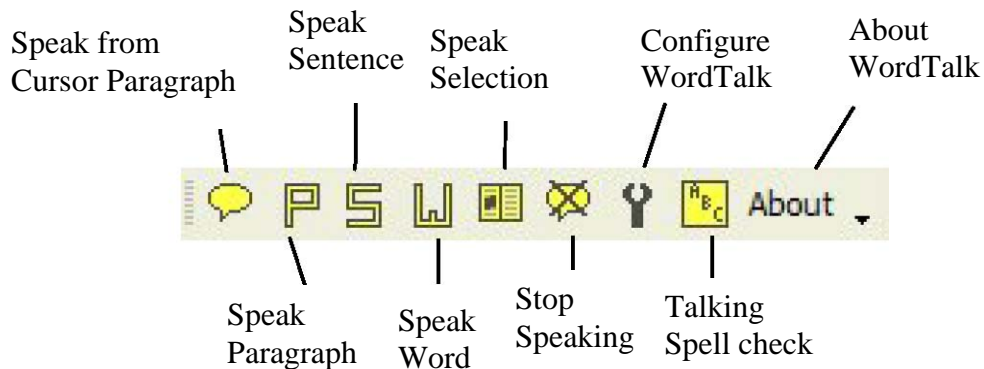 Speak from
Cursor Paragraph
Speak
Sentence
Speak
Selection
Configure
WordTalk
About
WordTalk
P S W ABC About
Speak
Paragraph
Speak
Word
Stop
Speaking
Talking
Spell check